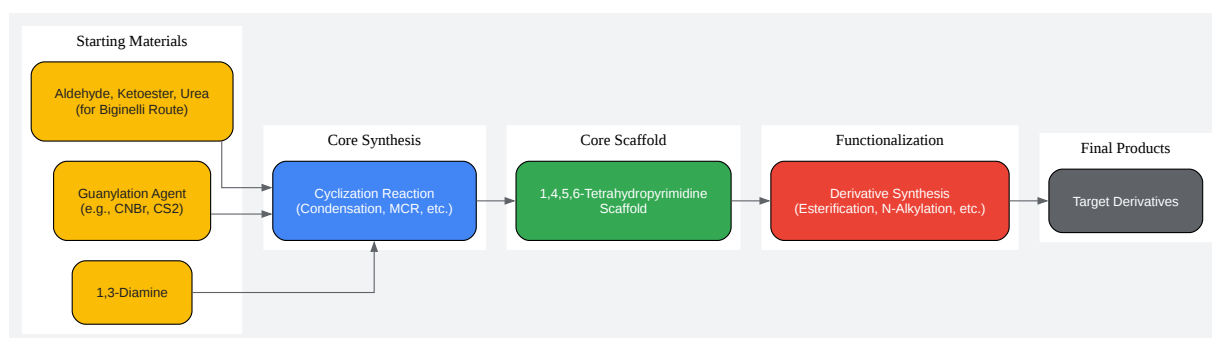 Starting Materials
Aldehyde, Ketoester, Urea
(for Biginelli Route)
Guanylation Agent
(e.g., CNBr, CS2)
1,3-Diamine
Core Synthesis
Cyclization Reaction
(Condensation, MCR, etc.)
Core Scaffold
1,4,5,6-Tetrahydropyrimidine
Scaffold
Functionalization
Derivative Synthesis
(Esterification, N-Alkylation, etc.)
Final Products
Target Derivatives